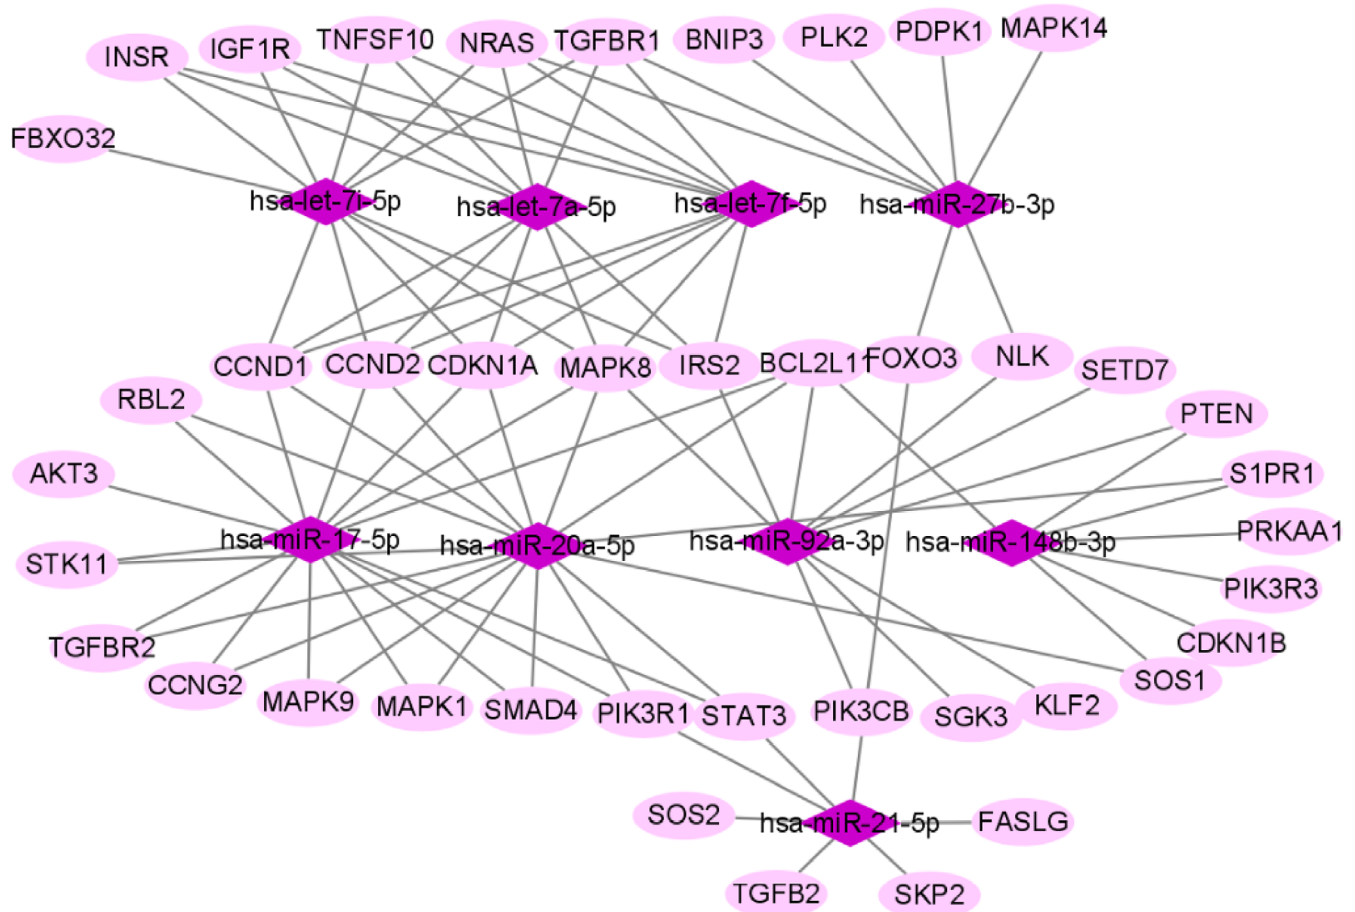 INSR
IGF1R
TNFSF10
NRAS
TGFBR1
BNIP3
PLK2
PDPK1
MAPK14
FBXO32
hsa-let-7i-5p
hsa-let-7a-5p
hsa-let-7f-5p
hsa-miR-27b-3p
CCND1
CCND2
CDKN1A
MAPK8
IRS2
BCL2L11
FOXO3
NLK
SETD7
RBL2
PTEN
AKT3
S1PR1
hsa-miR-17-5p
hsa-miR-20a-5p
hsa-miR-92a-3p
hsa-miR-148b-3p
PRKAA1
STK11
PIK3R3
TGFBR2
CDKN1B
CCNG2
SOS1
MAPK9
MAPK1
SMAD4
PIK3R1
STAT3
PIK3CB
SGK3
KLF2
SOS2
hsa-miR-21-5p
FASLG
TGFB2
SKP2